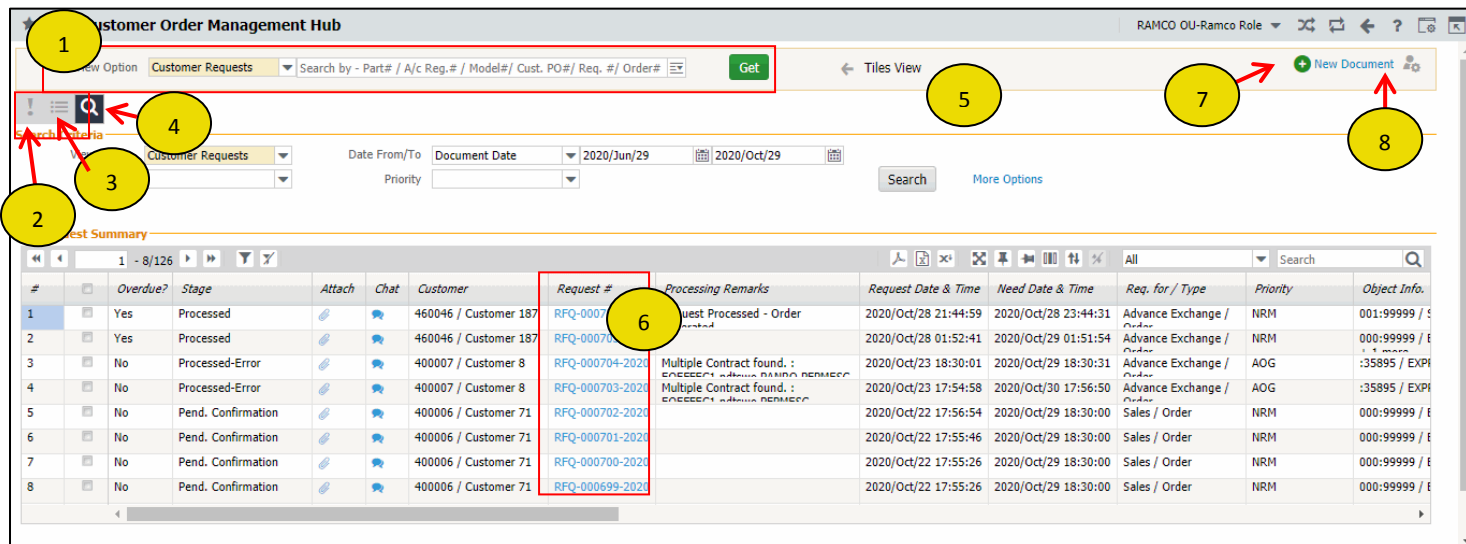 ustomer Order Management Hub RAMCO OU-Ramco Role ?
1
ew Option Customer Requests Search by - Part# / A/c Reg.# / Model#/ Cust. PO#/ Req. #/ Order# Get Tiles View New Document
5 7 8
4
Search Criteria
Customer Requests Date From/To Document Date 2020/Jun/29 2020/Oct/29
3 Priority Search More Options
2
est Summary
1 - 8/126 All Search
# Overdue? Stage Attach Chat Customer Request # Processing Remarks Request Date & Time Need Date & Time Req. for / Type Priority Object Info.
6
1 Yes Processed 460046 / Customer 187 RFQ-0007 uest Processed - Order 2020/Oct/28 21:44:59 2020/Oct/28 23:44:31 Advance Exchange / NRM 001:99999 /
2 Yes Processed 460046 / Customer 187 RFQ-00070 2020/Oct/28 01:52:41 2020/Oct/29 01:51:54 Advance Exchange / NRM 000:99999 / E
3 No Processed-Error 400007 / Customer 8 RFQ-000704-2020 Multiple Contract found. : 2020/Oct/23 18:30:01 2020/Oct/29 18:30:31 Advance Exchange / AOG :35895 / EXP
4 No Processed-Error 400007 / Customer 8 RFQ-000703-2020 Multiple Contract found. : 2020/Oct/23 17:54:58 2020/Oct/30 17:56:50 Advance Exchange / AOG :35895 / EXP
5 No Pend. Confirmation 400006 / Customer 71 RFQ-000702-2020 2020/Oct/22 17:56:54 2020/Oct/29 18:30:00 Sales / Order NRM 000:99999 / E
6 No Pend. Confirmation 400006 / Customer 71 RFQ-000701-2020 2020/Oct/22 17:55:46 2020/Oct/29 18:30:00 Sales / Order NRM 000:99999 / E
7 No Pend. Confirmation 400006 / Customer 71 RFQ-000700-2020 2020/Oct/22 17:55:26 2020/Oct/29 18:30:00 Sales / Order NRM 000:99999 / E
8 No Pend. Confirmation 400006 / Customer 71 RFQ-000699-2020 2020/Oct/22 17:55:26 2020/Oct/29 18:30:00 Sales / Order NRM 000:99999 / E